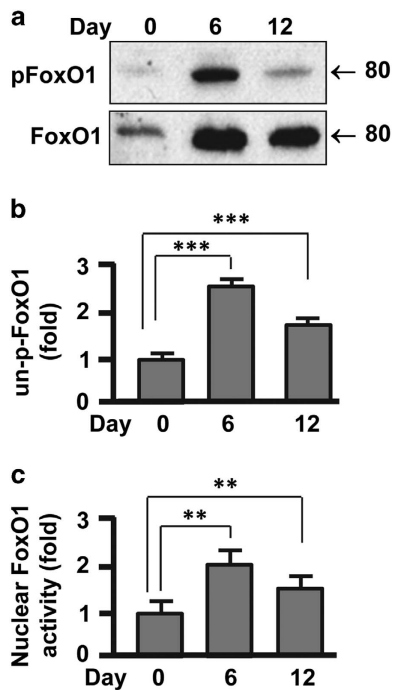 a
Day 0 6 12
pFoxO1 ← 80
FoxO1 ← 80
b
***
***
un-p-FoxO1
(fold)
3
2
1
0
Day 0 6 12
c
**
**
Nuclear FoxO1
activity (fold)
3
2
1
0
Day 0 6 12